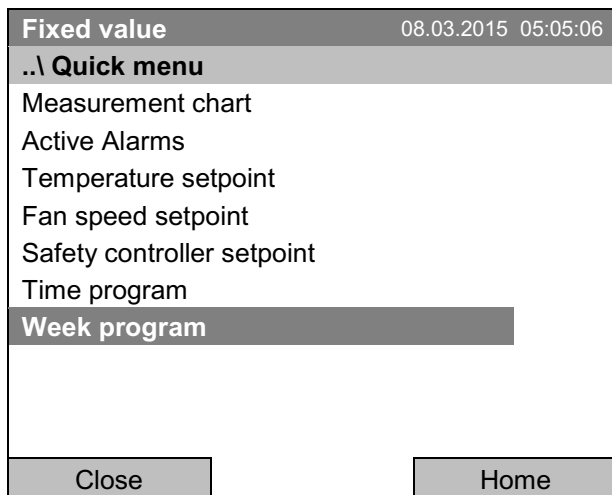 Fixed value 08.03.2015 05:05:06
..\ Quick menu
Measurement chart
Active Alarms
Temperature setpoint
Fan speed setpoint
Safety controller setpoint
Time program
Week program
Close Home